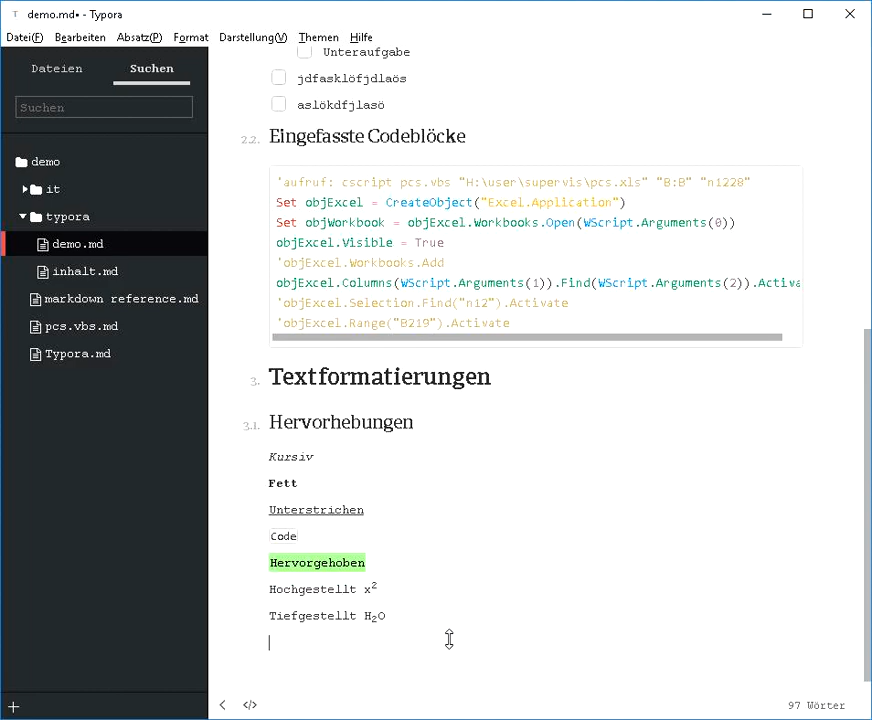 demo.md• - Typora
Datei(F) Bearbeiten Absatz(P) Format Darstellung(V) Themen Hilfe
Dateien Suchen
Suchen
demo
it
typora
demo.md
inhalt.md
markdown reference.md
pcs.vbs.md
Typora.md
Unteraufgabe
jdfasklöfjdlaös
aslökdfjlasö
2.2. Eingefasste Codeblöcke
'aufruf: cscript pcs.vbs "H:\user\supervis\pcs.xls" "B:B" "n1228"
Set objExcel = CreateObject("Excel.Application")
Set objWorkbook = objExcel.Workbooks.Open(WScript.Arguments(0))
objExcel.Visible = True
'objExcel.Workbooks.Add
objExcel.Columns(WScript.Arguments(1)).Find(WScript.Arguments(2)).Activa
'objExcel.Selection.Find("n12").Activate
'objExcel.Range("B219").Activate
3. Textformatierungen
3.1. Hervorhebungen
Kursiv
Fett
Unterstrichen
Code
Hervorgehoben
Hochgestellt x²
Tiefgestellt H₂O
< </> 97 Wörter